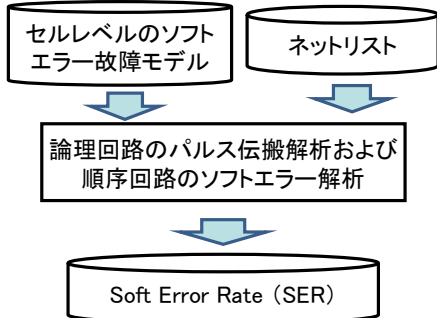 セルレベルのソフト
エラー故障モデル
ネットリスト
論理回路のパルス伝搬解析および
順序回路のソフトエラー解析
Soft Error Rate（SER）